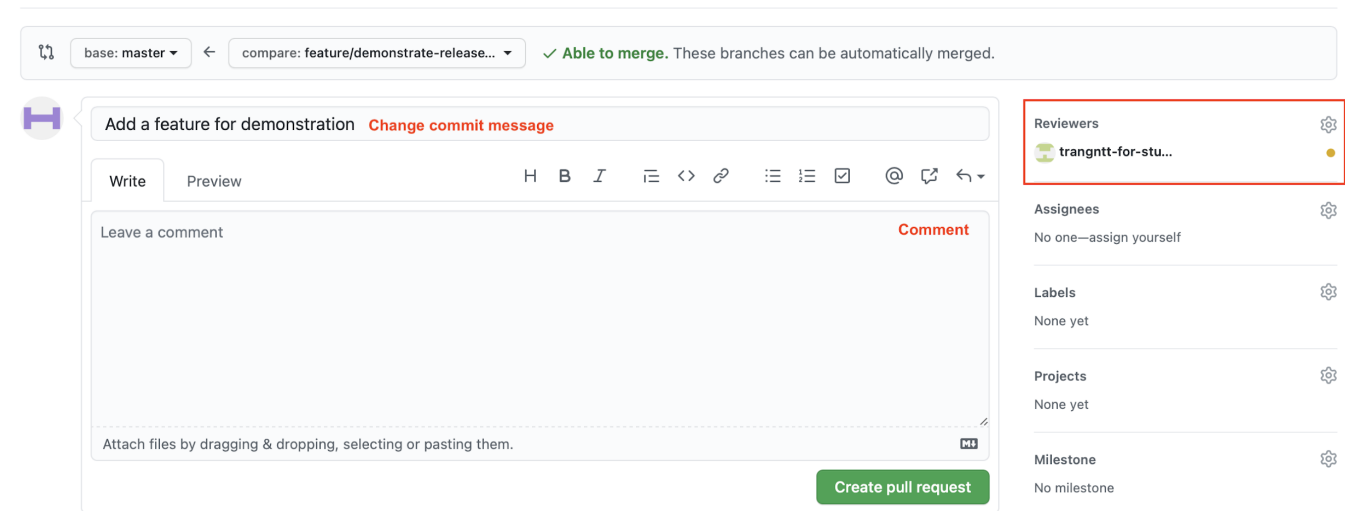 base: master compare: feature/demonstrate-release... Able to merge. These branches can be automatically merged.
Add a feature for demonstration Change commit message
Write Preview
H B I @
Leave a comment Comment
Attach files by dragging & dropping, selecting or pasting them.
Create pull request
Reviewers
trangntt-for-stu...
Assignees
No one—assign yourself
Labels
None yet
Projects
None yet
Milestone
No milestone